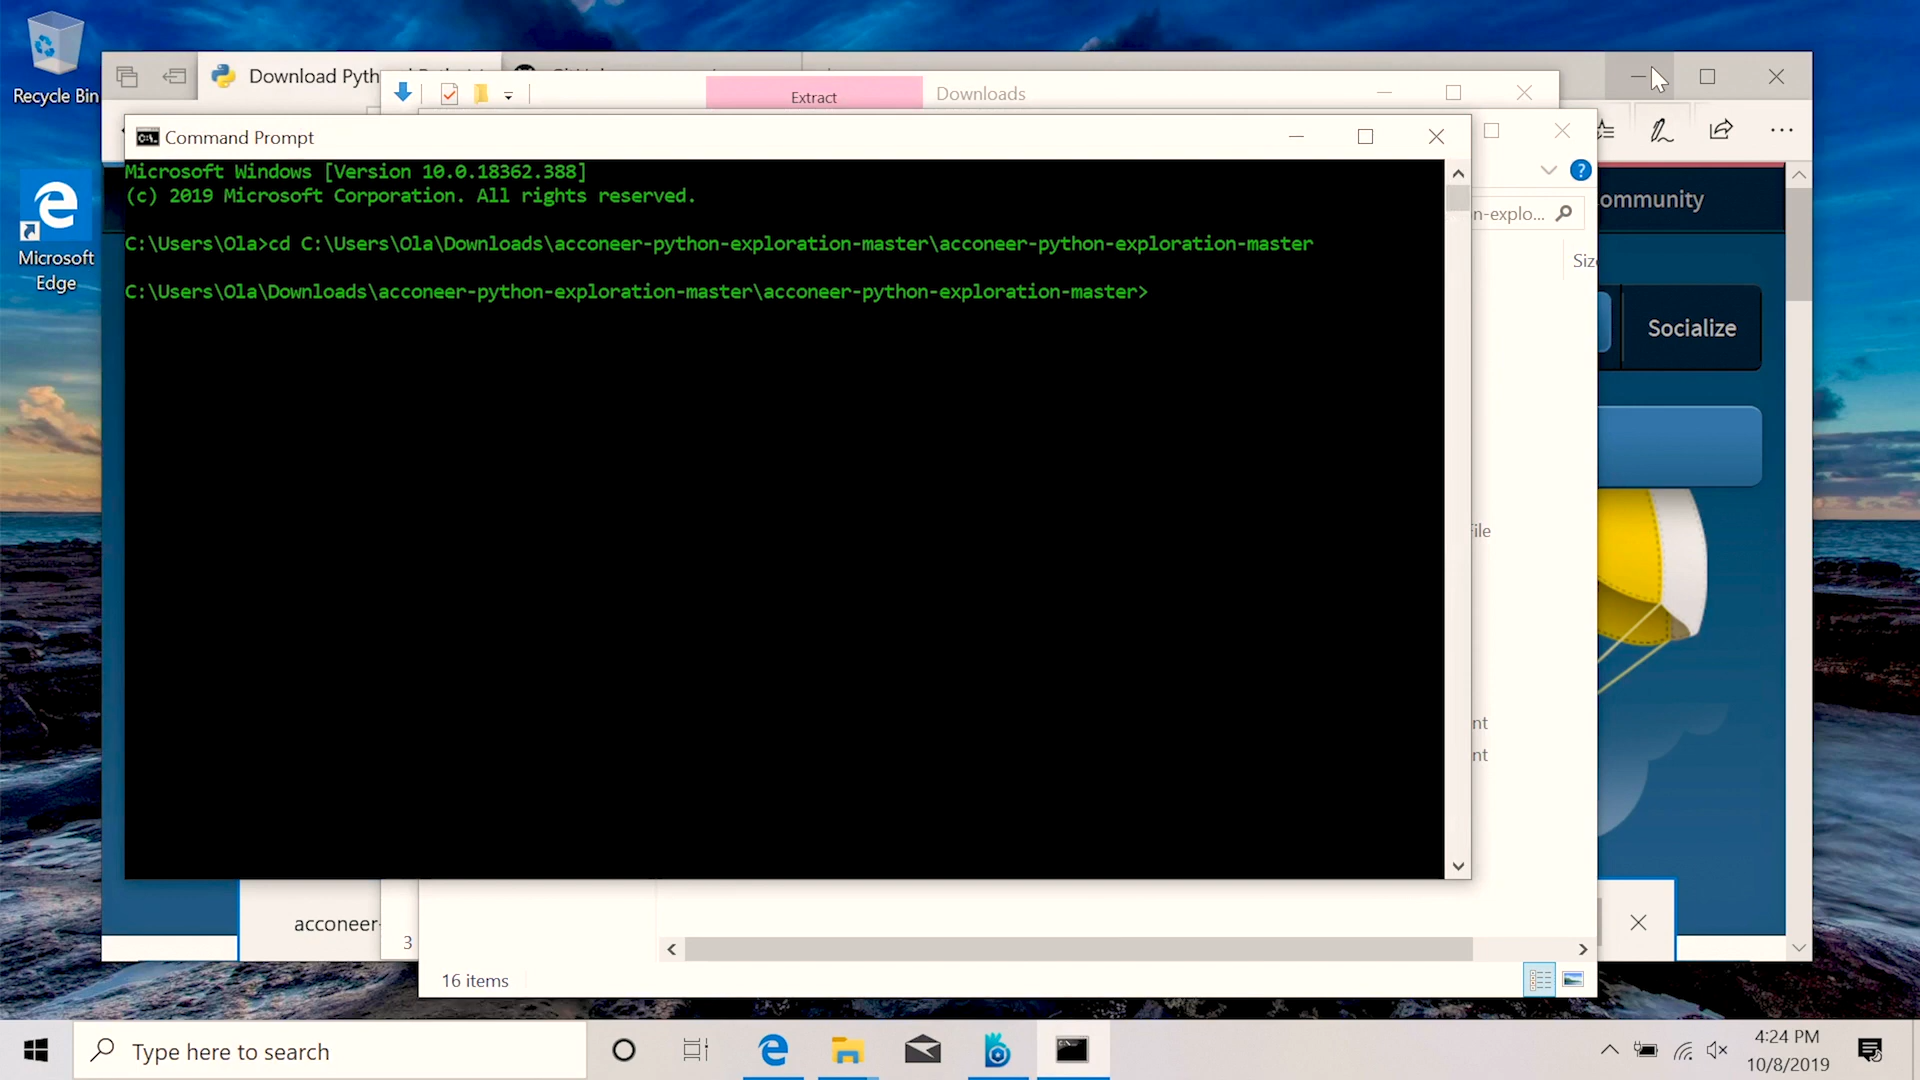 Recycle Bin
Microsoft
Edge
Download Pyth
Extract
Downloads
Command Prompt
Microsoft Windows [Version 10.0.18362.388]
(c) 2019 Microsoft Corporation. All rights reserved.
C:\Users\Ola>cd C:\Users\Ola\Downloads\acconeer-python-exploration-master\acconeer-python-exploration-master
C:\Users\Ola\Downloads\acconeer-python-exploration-master\acconeer-python-exploration-master>
n-explo...
ommunity
Siz
Socialize
ile
nt
nt
acconeer-
3
16 items
Type here to search
4:24 PM
10/8/2019